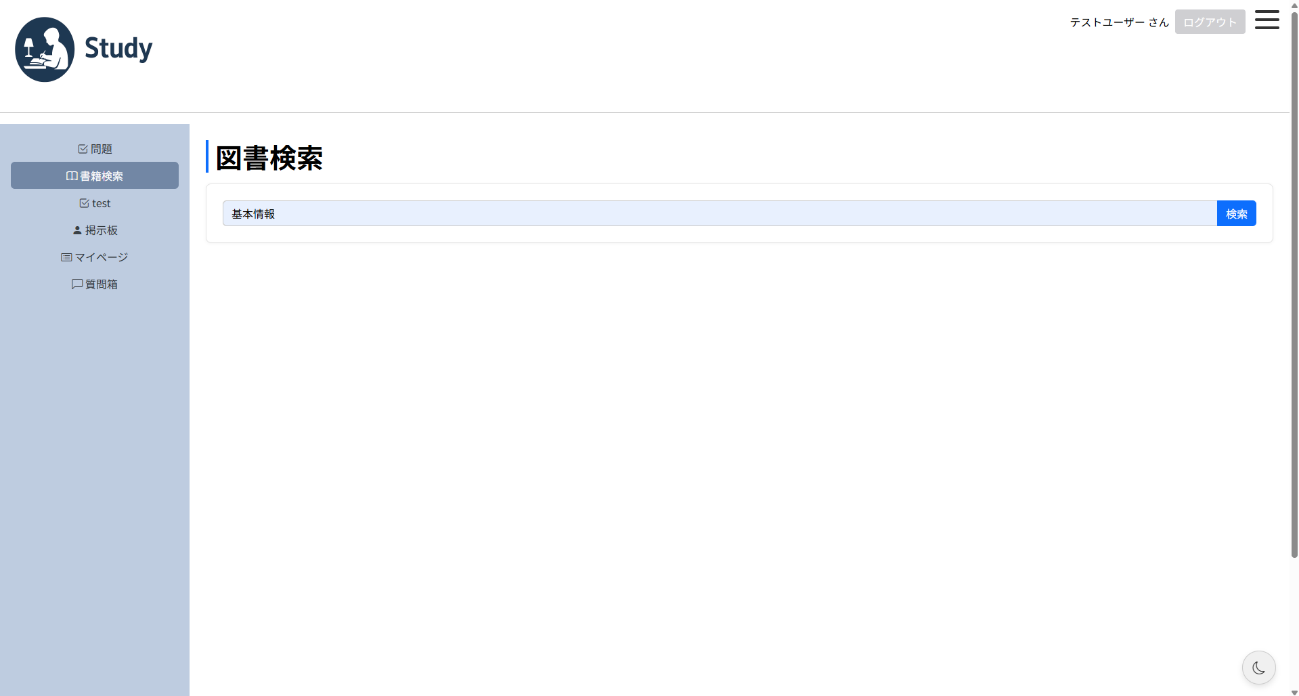 Study
テストユーザー さん
ログアウト
問題
書籍検索
test
掲示板
マイページ
質問箱
図書検索
基本情報
検索